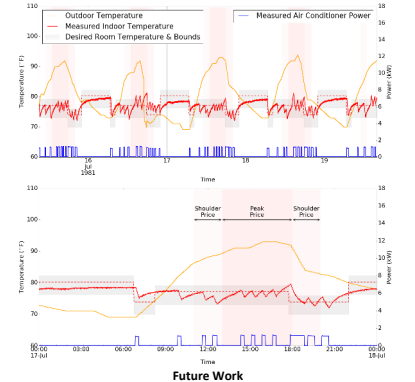 110
100
90
80
70
60
Temperature (°F)
Outdoor Temperature
Measured Indoor Temperature
Desired Room Temperature & Bounds
Measured Air Conditioner Power
18
16
14
12
10
8
6
4
2
0
Power (kW)
16
Jul
1981
17
18
19
Time
110
100
90
80
70
60
Temperature (°F)
Shoulder
Price
Peak
Price
Shoulder
Price
18
16
14
12
10
8
6
4
2
0
Power (kW)
00:00
17-Jul
03:00
06:00
09:00
12:00
15:00
18:00
21:00
00:00
18-Jul
Time
Future Work